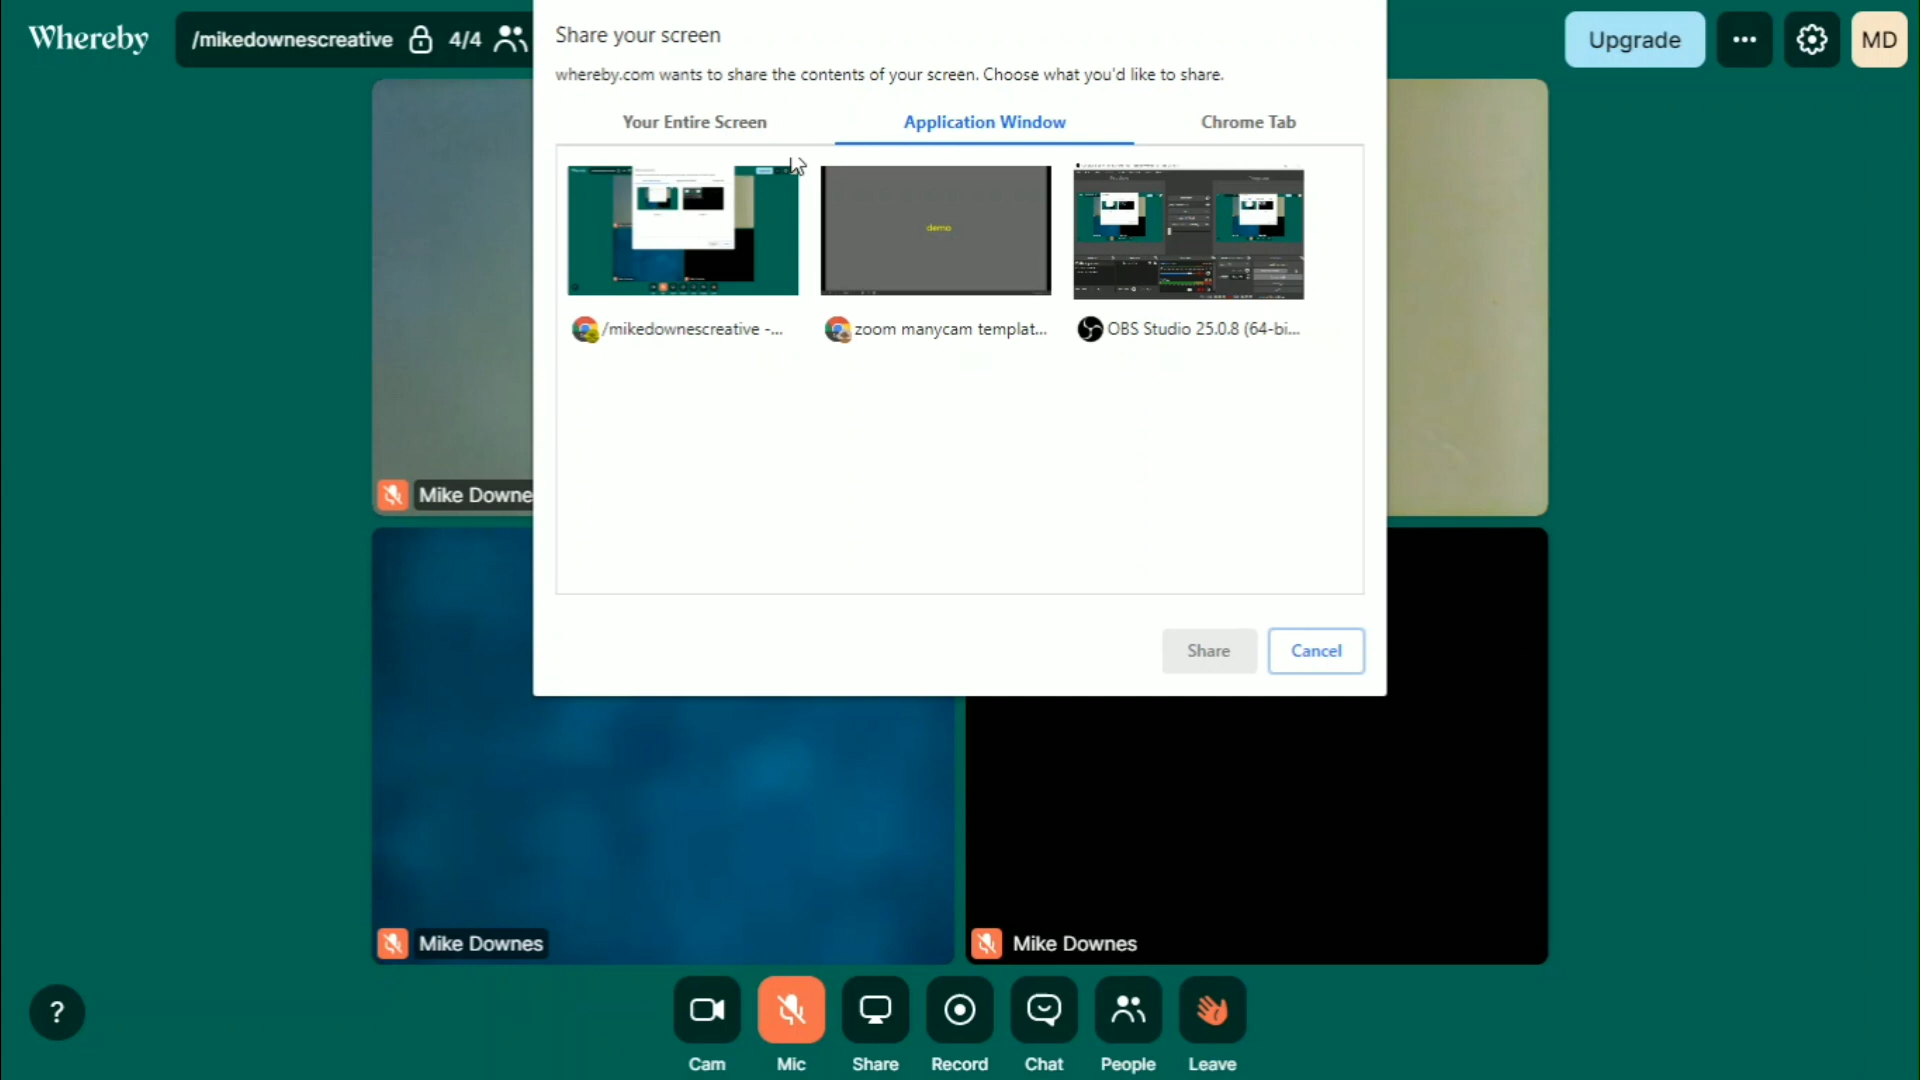 Whereby
/mikedownescreative
4/4
Upgrade
MD
Share your screen
whereby.com wants to share the contents of your screen. Choose what you'd like to share.
Your Entire Screen
Application Window
Chrome Tab
demo
/mikedownescreative -...
zoom manycam templat...
OBS Studio 25.0.8 (64-bi...
Share
Cancel
Mike Downe
Mike Downes
Mike Downes
?
Cam
Mic
Share
Record
Chat
People
Leave